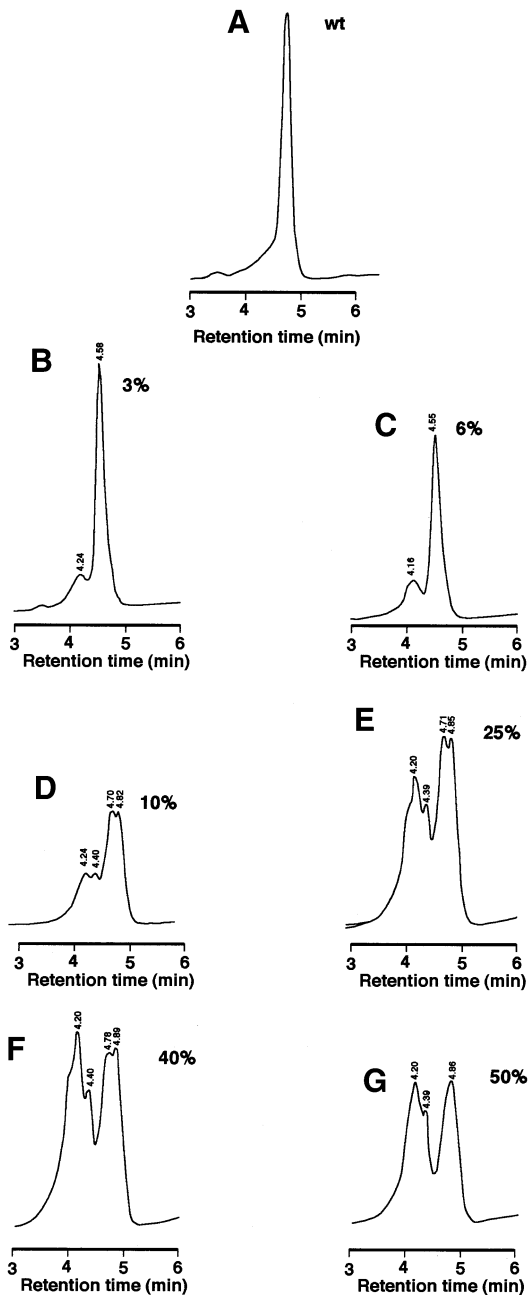 A wt
3 4 5 6
Retention time (min)
B 4.58 3%
4.24
3 4 5 6
Retention time (min)
C 4.55 6%
4.16
3 4 5 6
Retention time (min)
D 4.70 4.82 10%
4.24 4.40
3 4 5 6
Retention time (min)
E 4.71 4.85 25%
4.20 4.39
3 4 5 6
Retention time (min)
F 4.20 4.78 4.89 40%
4.40
3 4 5 6
Retention time (min)
G 4.20 4.86 50%
4.39
3 4 5 6
Retention time (min)